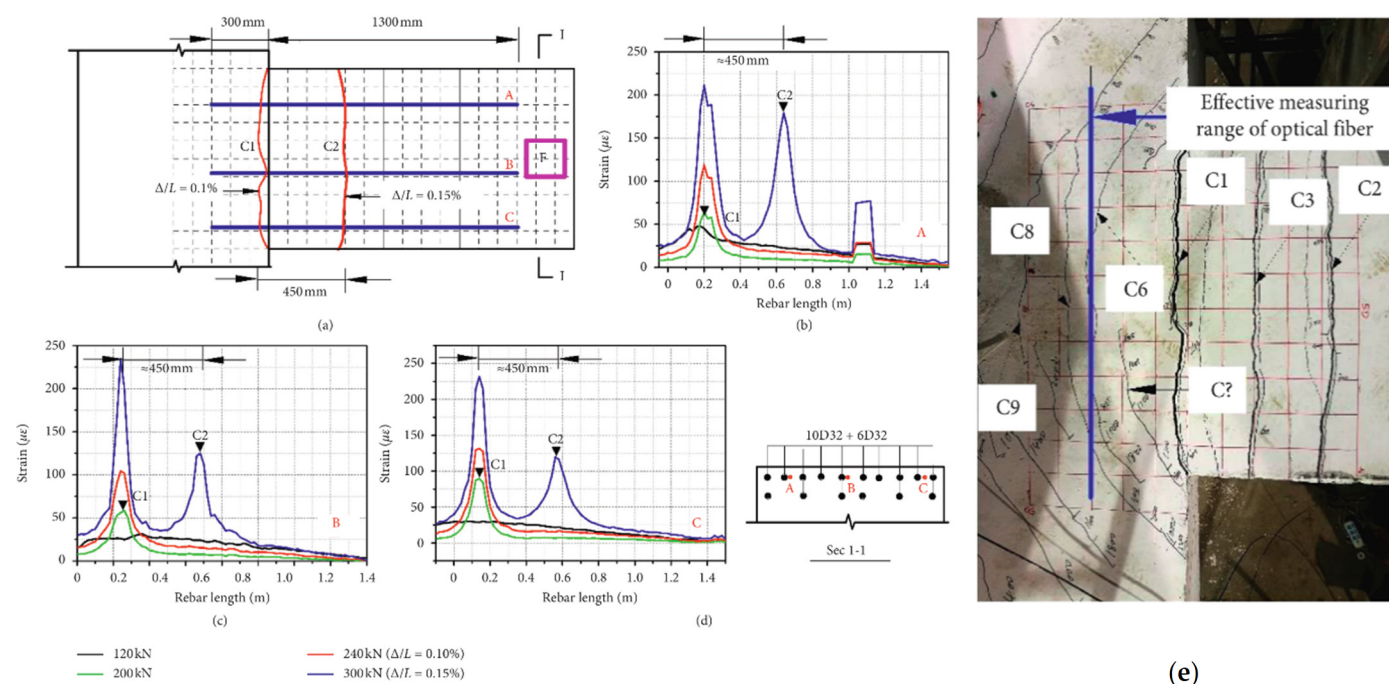 300 mm
1300 mm
I
A
C1
C2
B
F
Δ/L = 0.1%
Δ/L = 0.15%
C
I
450 mm
(a)
≈450 mm
250
200
150
100
50
0
Strain (με)
C2
C1
A
0
0.2
0.4
0.6
0.8
1.0
1.2
1.4
Rebar length (m)
(b)
≈450 mm
250
200
150
100
50
0
Strain (με)
C2
C1
B
0
0.2
0.4
0.6
0.8
1.0
1.2
1.4
Rebar length (m)
(c)
≈450 mm
250
200
150
100
50
0
Strain (με)
C2
C1
C
0
0.2
0.4
0.6
0.8
1.0
1.2
1.4
Rebar length (m)
(d)
10D32 + 6D32
A
B
C
Sec 1-1
120 kN
200 kN
240 kN (Δ/L = 0.10%)
300 kN (Δ/L = 0.15%)
Effective measuring
range of optical fiber
C1
C3
C2
C8
C6
C9
C?
(e)